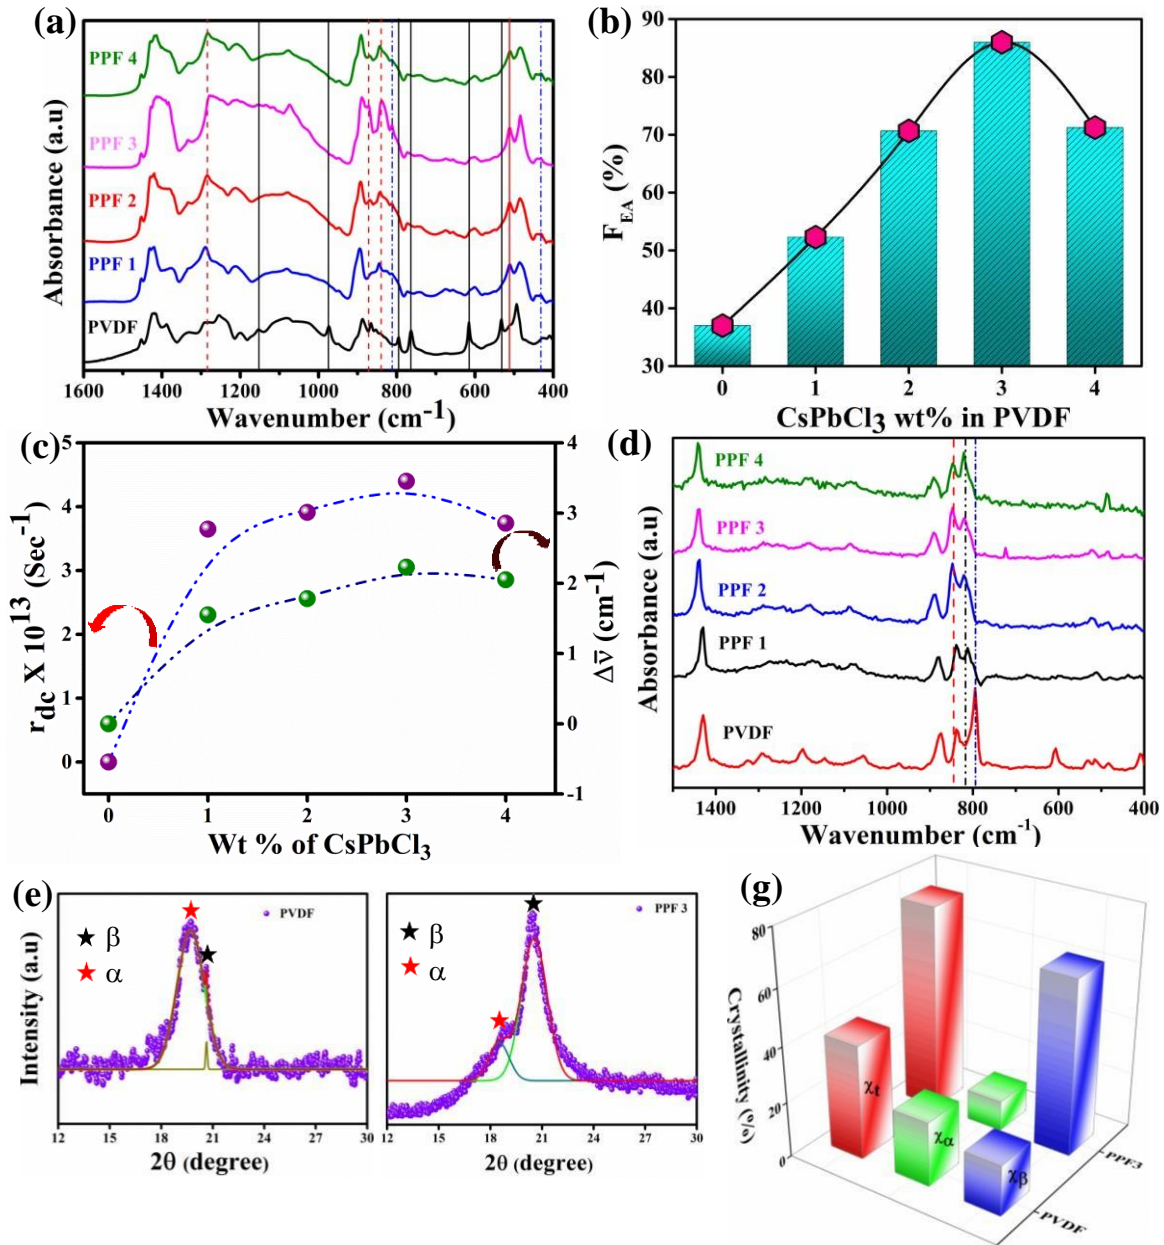 (a)
PPF 4
PPF 3
PPF 2
PPF 1
PVDF
Absorbance (a.u)
1600 1400 1200 1000 800 600 400
Wavenumber (cm-1)
(b)
90
80
70
60
50
40
30
FEA (%)
0 1 2 3 4
CsPbCl3 wt% in PVDF
(c)
5
4
3
2
1
0
rdc X 1013 (Sec-1)
4
3
2
1
0
-1
Δν̄ (cm-1)
0 1 2 3 4
Wt % of CsPbCl3
(d)
PPF 4
PPF 3
PPF 2
PPF 1
PVDF
Absorbance (a.u)
1400 1200 1000 800 600 400
Wavenumber (cm-1)
(e)
PVDF
★ β
★ α
Intensity (a.u)
12 15 18 21 24 27 30
2θ (degree)
PPF 3
★ β
★ α
12 15 18 21 24 27 30
2θ (degree)
(g)
80
60
40
20
0
Crystallinity (%)
χt
χα
χβ
PPF3
PVDF